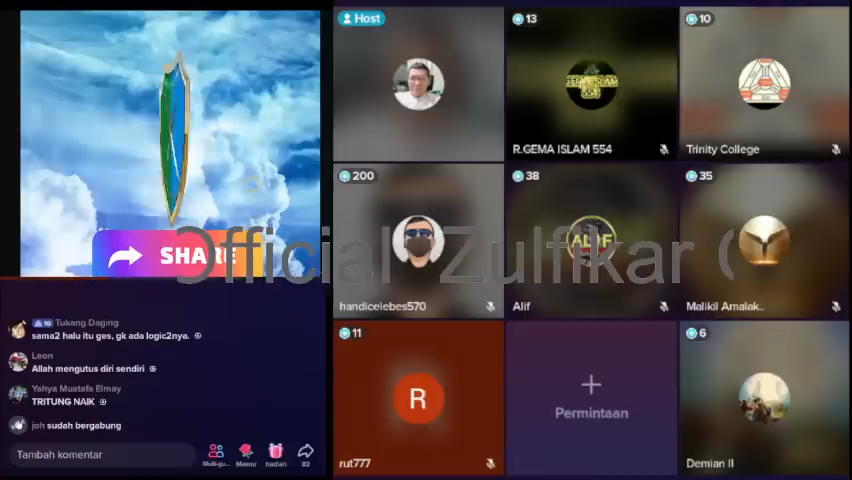 Host
13
10
R.GEMA ISLAM 554
Trinity College
200
38
35
SHARE
Official Zulfikar
handicelebes570
Alif
Malikil Amalak..
10 Tukang Daging
sama2 halu itu ges, gk ada logic2nya.
Leon
Allah mengutus diri sendiri
Yahya Mustafa Elmay
TRITUNG NAIK
joh sudah bergabung
Tambah komentar
Multi-gu...
Mawar
hadiah
82
11
R
rut777
+
Permintaan
6
Demian II